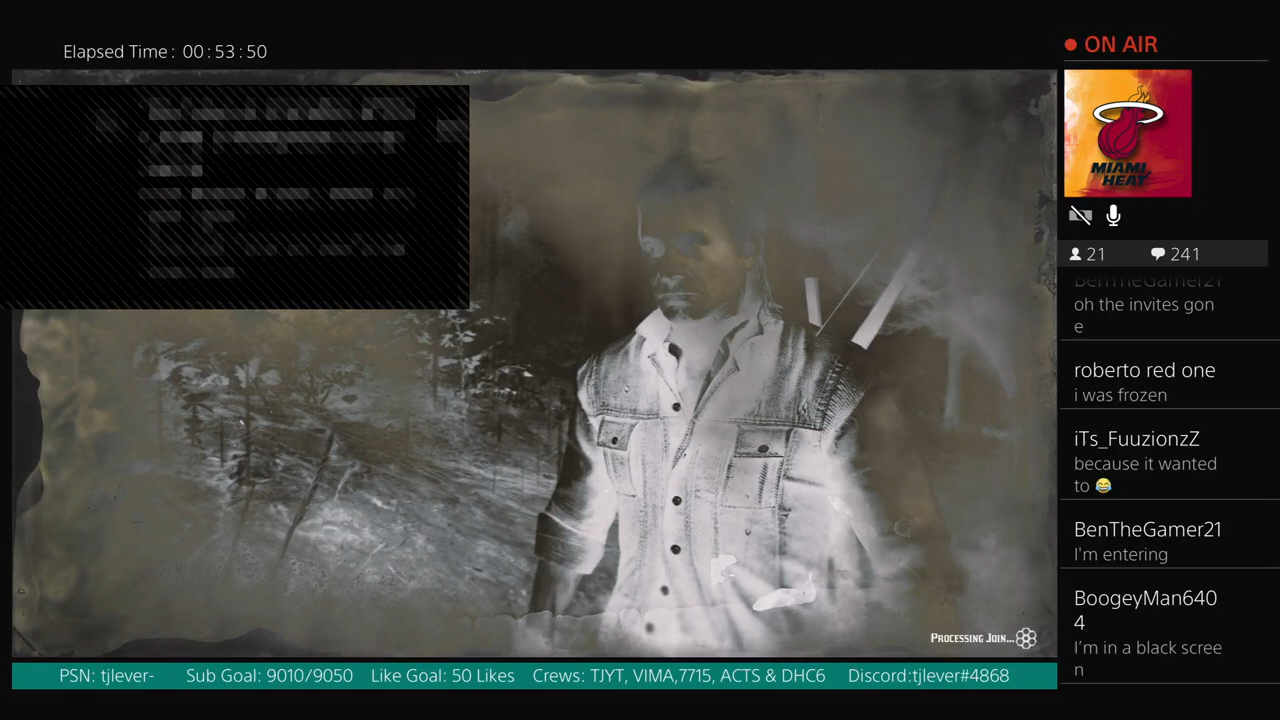 Elapsed Time: 00:53:50
ON AIR
MIAMI
HEAT
21 241
BenTheGamer21
oh the invites gon
e
roberto red one
i was frozen
iTs_FuuzionzZ
because it wanted
to 😂
BenTheGamer21
I'm entering
BoogeyMan640
4
I'm in a black scree
n
PROCESSING JOIN...
PSN: tjlever- Sub Goal: 9010/9050 Like Goal: 50 Likes Crews: TJYT, VIMA,7715, ACTS & DHC6 Discord:tjlever#4868